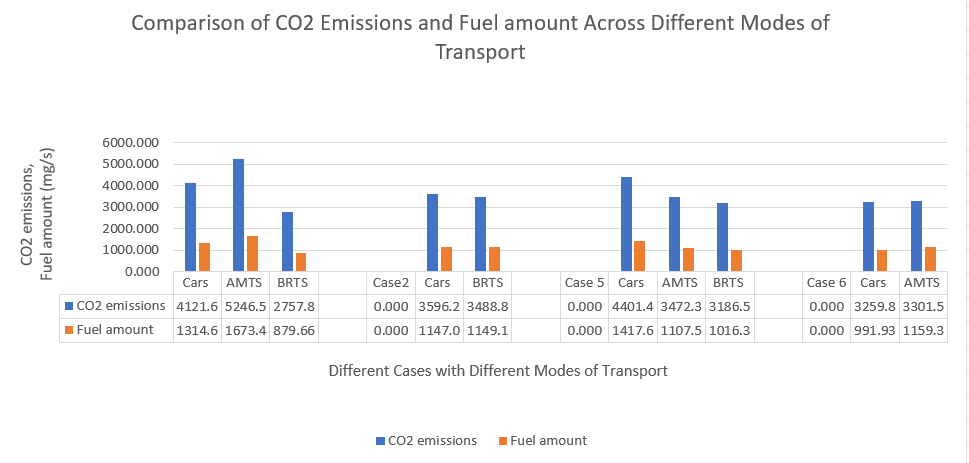 Comparison of CO2 Emissions and Fuel amount Across Different Modes of
Transport
CO2 emissions,
Fuel amount (mg/s)
6000.000
5000.000
4000.000
3000.000
2000.000
1000.000
0.000
Cars AMTS BRTS Case2 Cars BRTS Case 5 Cars AMTS BRTS Case 6 Cars AMTS
CO2 emissions 4121.6 5246.5 2757.8 0.000 3596.2 3488.8 0.000 4401.4 3472.3 3186.5 0.000 3259.8 3301.5
Fuel amount 1314.6 1673.4 879.66 0.000 1147.0 1149.1 0.000 1417.6 1107.5 1016.3 0.000 991.93 1159.3
Different Cases with Different Modes of Transport
CO2 emissions Fuel amount